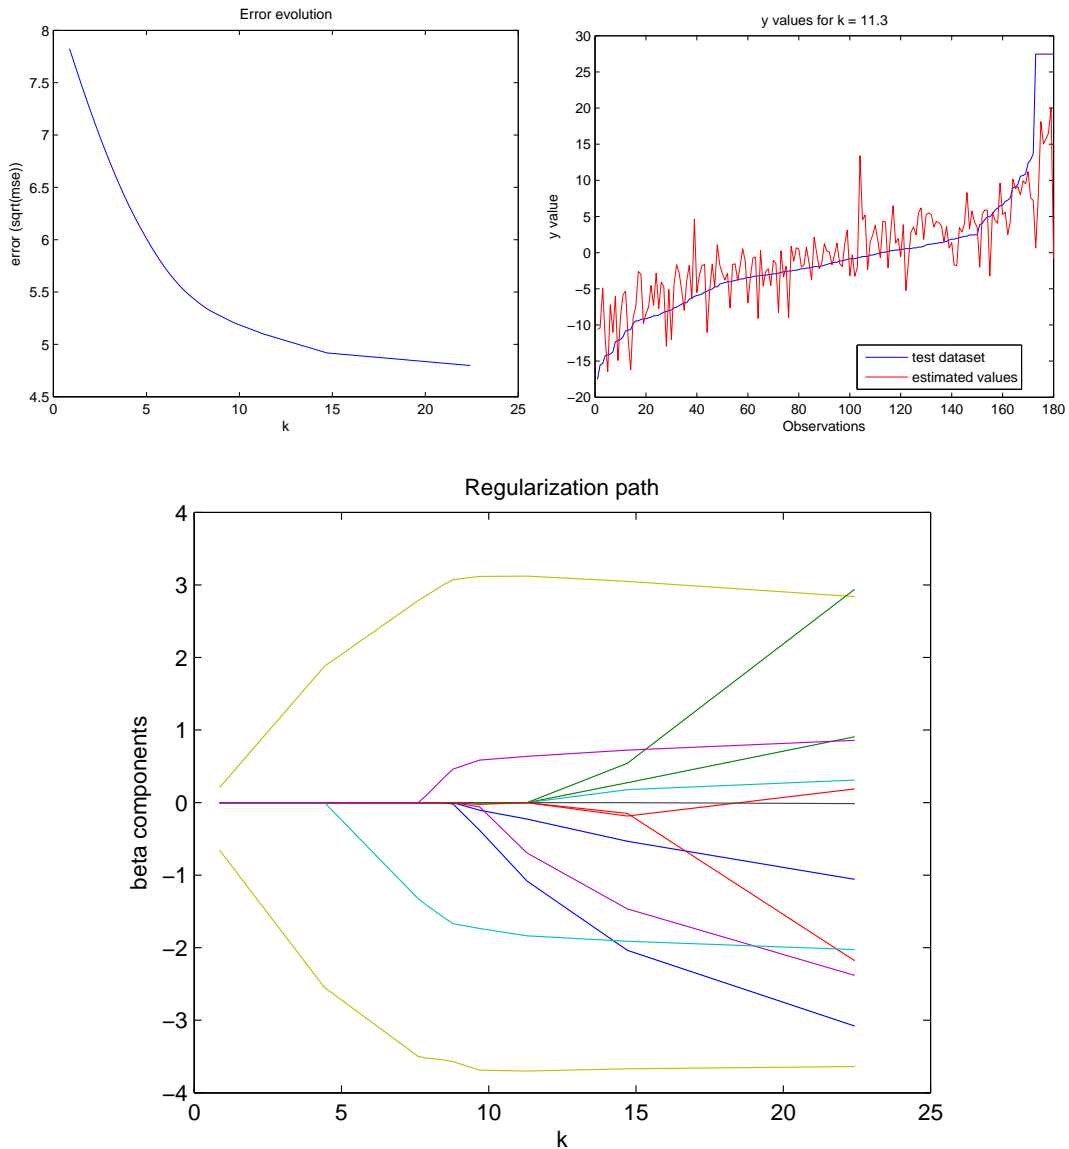 Error evolution
8
7.5
7
6.5
6
5.5
5
4.5
error (sqrt(mse))
0 5 10 15 20 25
k
y values for k = 11.3
30
25
20
15
10
5
0
−5
−10
−15
−20
y value
test dataset
estimated values
0 20 40 60 80 100 120 140 160 180
Observations
Regularization path
4
3
2
1
0
−1
−2
−3
−4
beta components
0 5 10 15 20 25
k